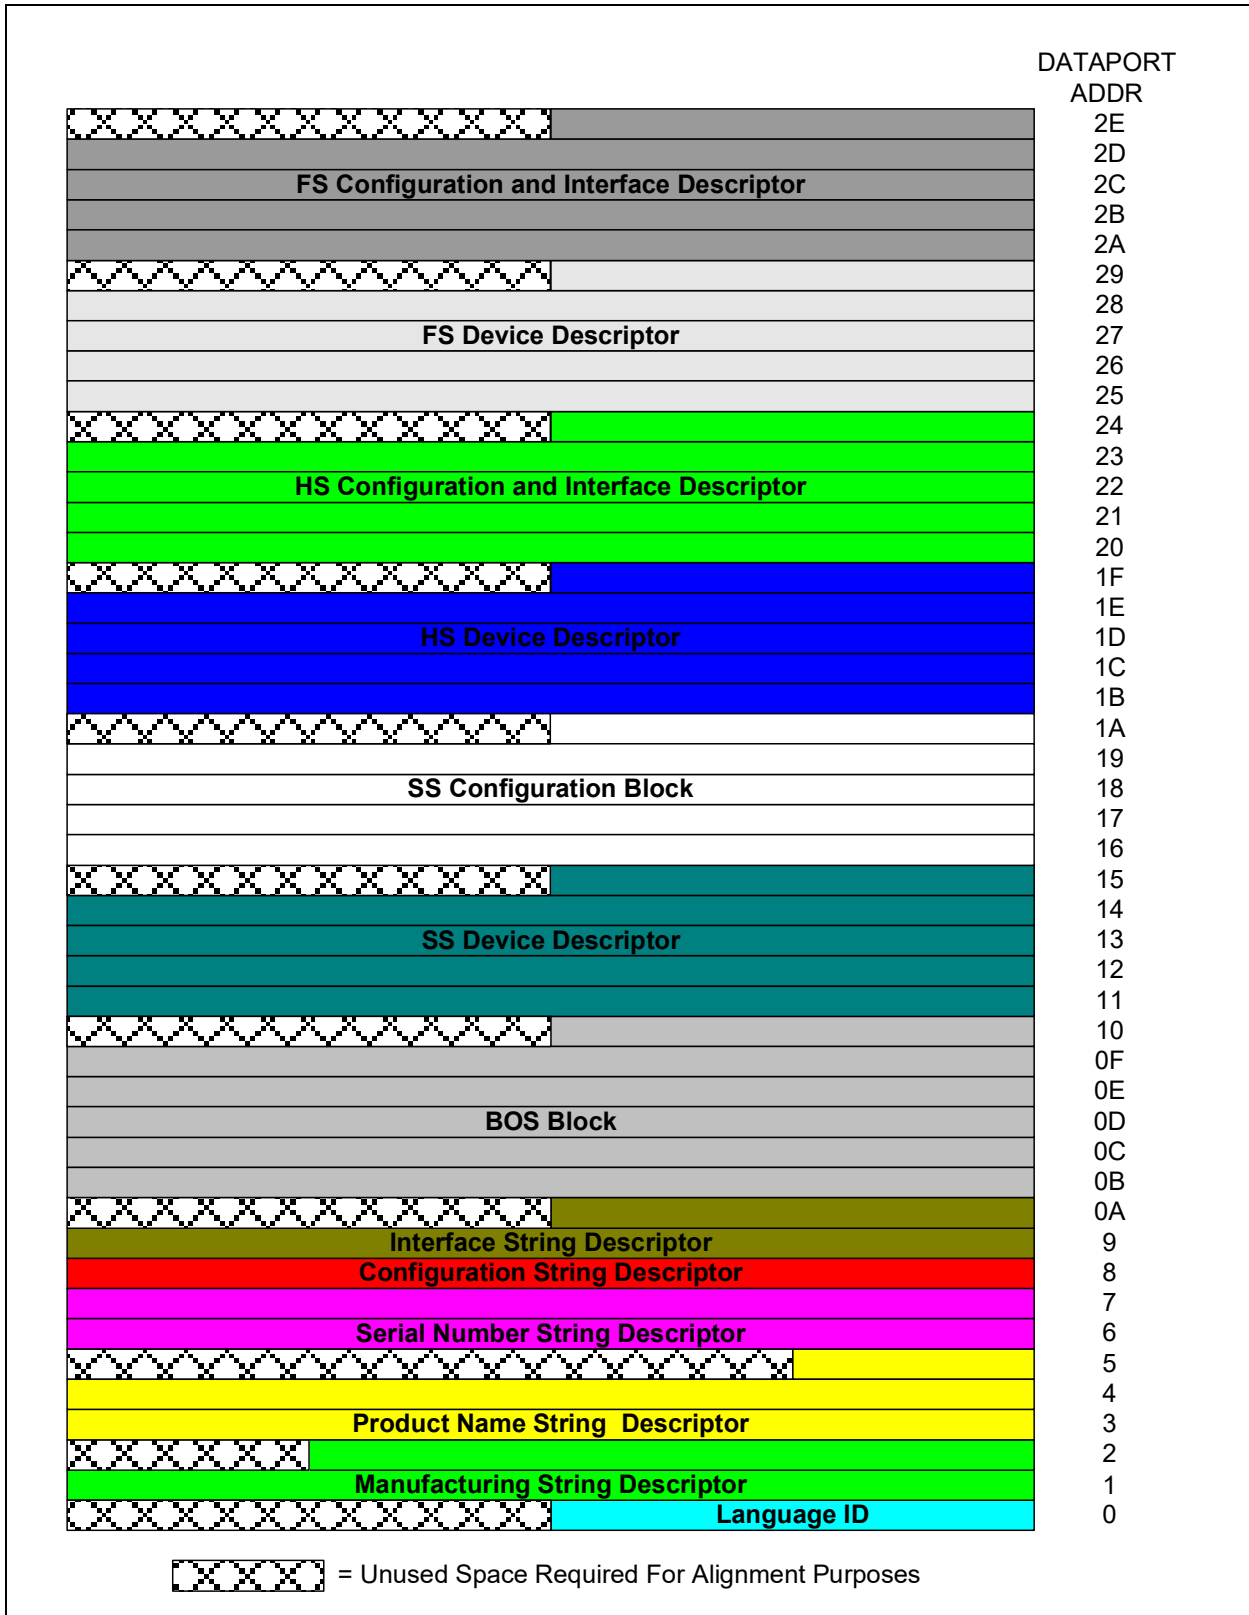 DATAPORT
ADDR
2E
2D
FS Configuration and Interface Descriptor 2C
2B
2A
29
28
FS Device Descriptor 27
26
25
24
23
HS Configuration and Interface Descriptor 22
21
20
1F
1E
HS Device Descriptor 1D
1C
1B
1A
19
SS Configuration Block 18
17
16
15
14
SS Device Descriptor 13
12
11
10
0F
0E
BOS Block 0D
0C
0B
0A
Interface String Descriptor 9
Configuration String Descriptor 8
7
Serial Number String Descriptor 6
5
4
Product Name String Descriptor 3
2
Manufacturing String Descriptor 1
Language ID 0
= Unused Space Required For Alignment Purposes